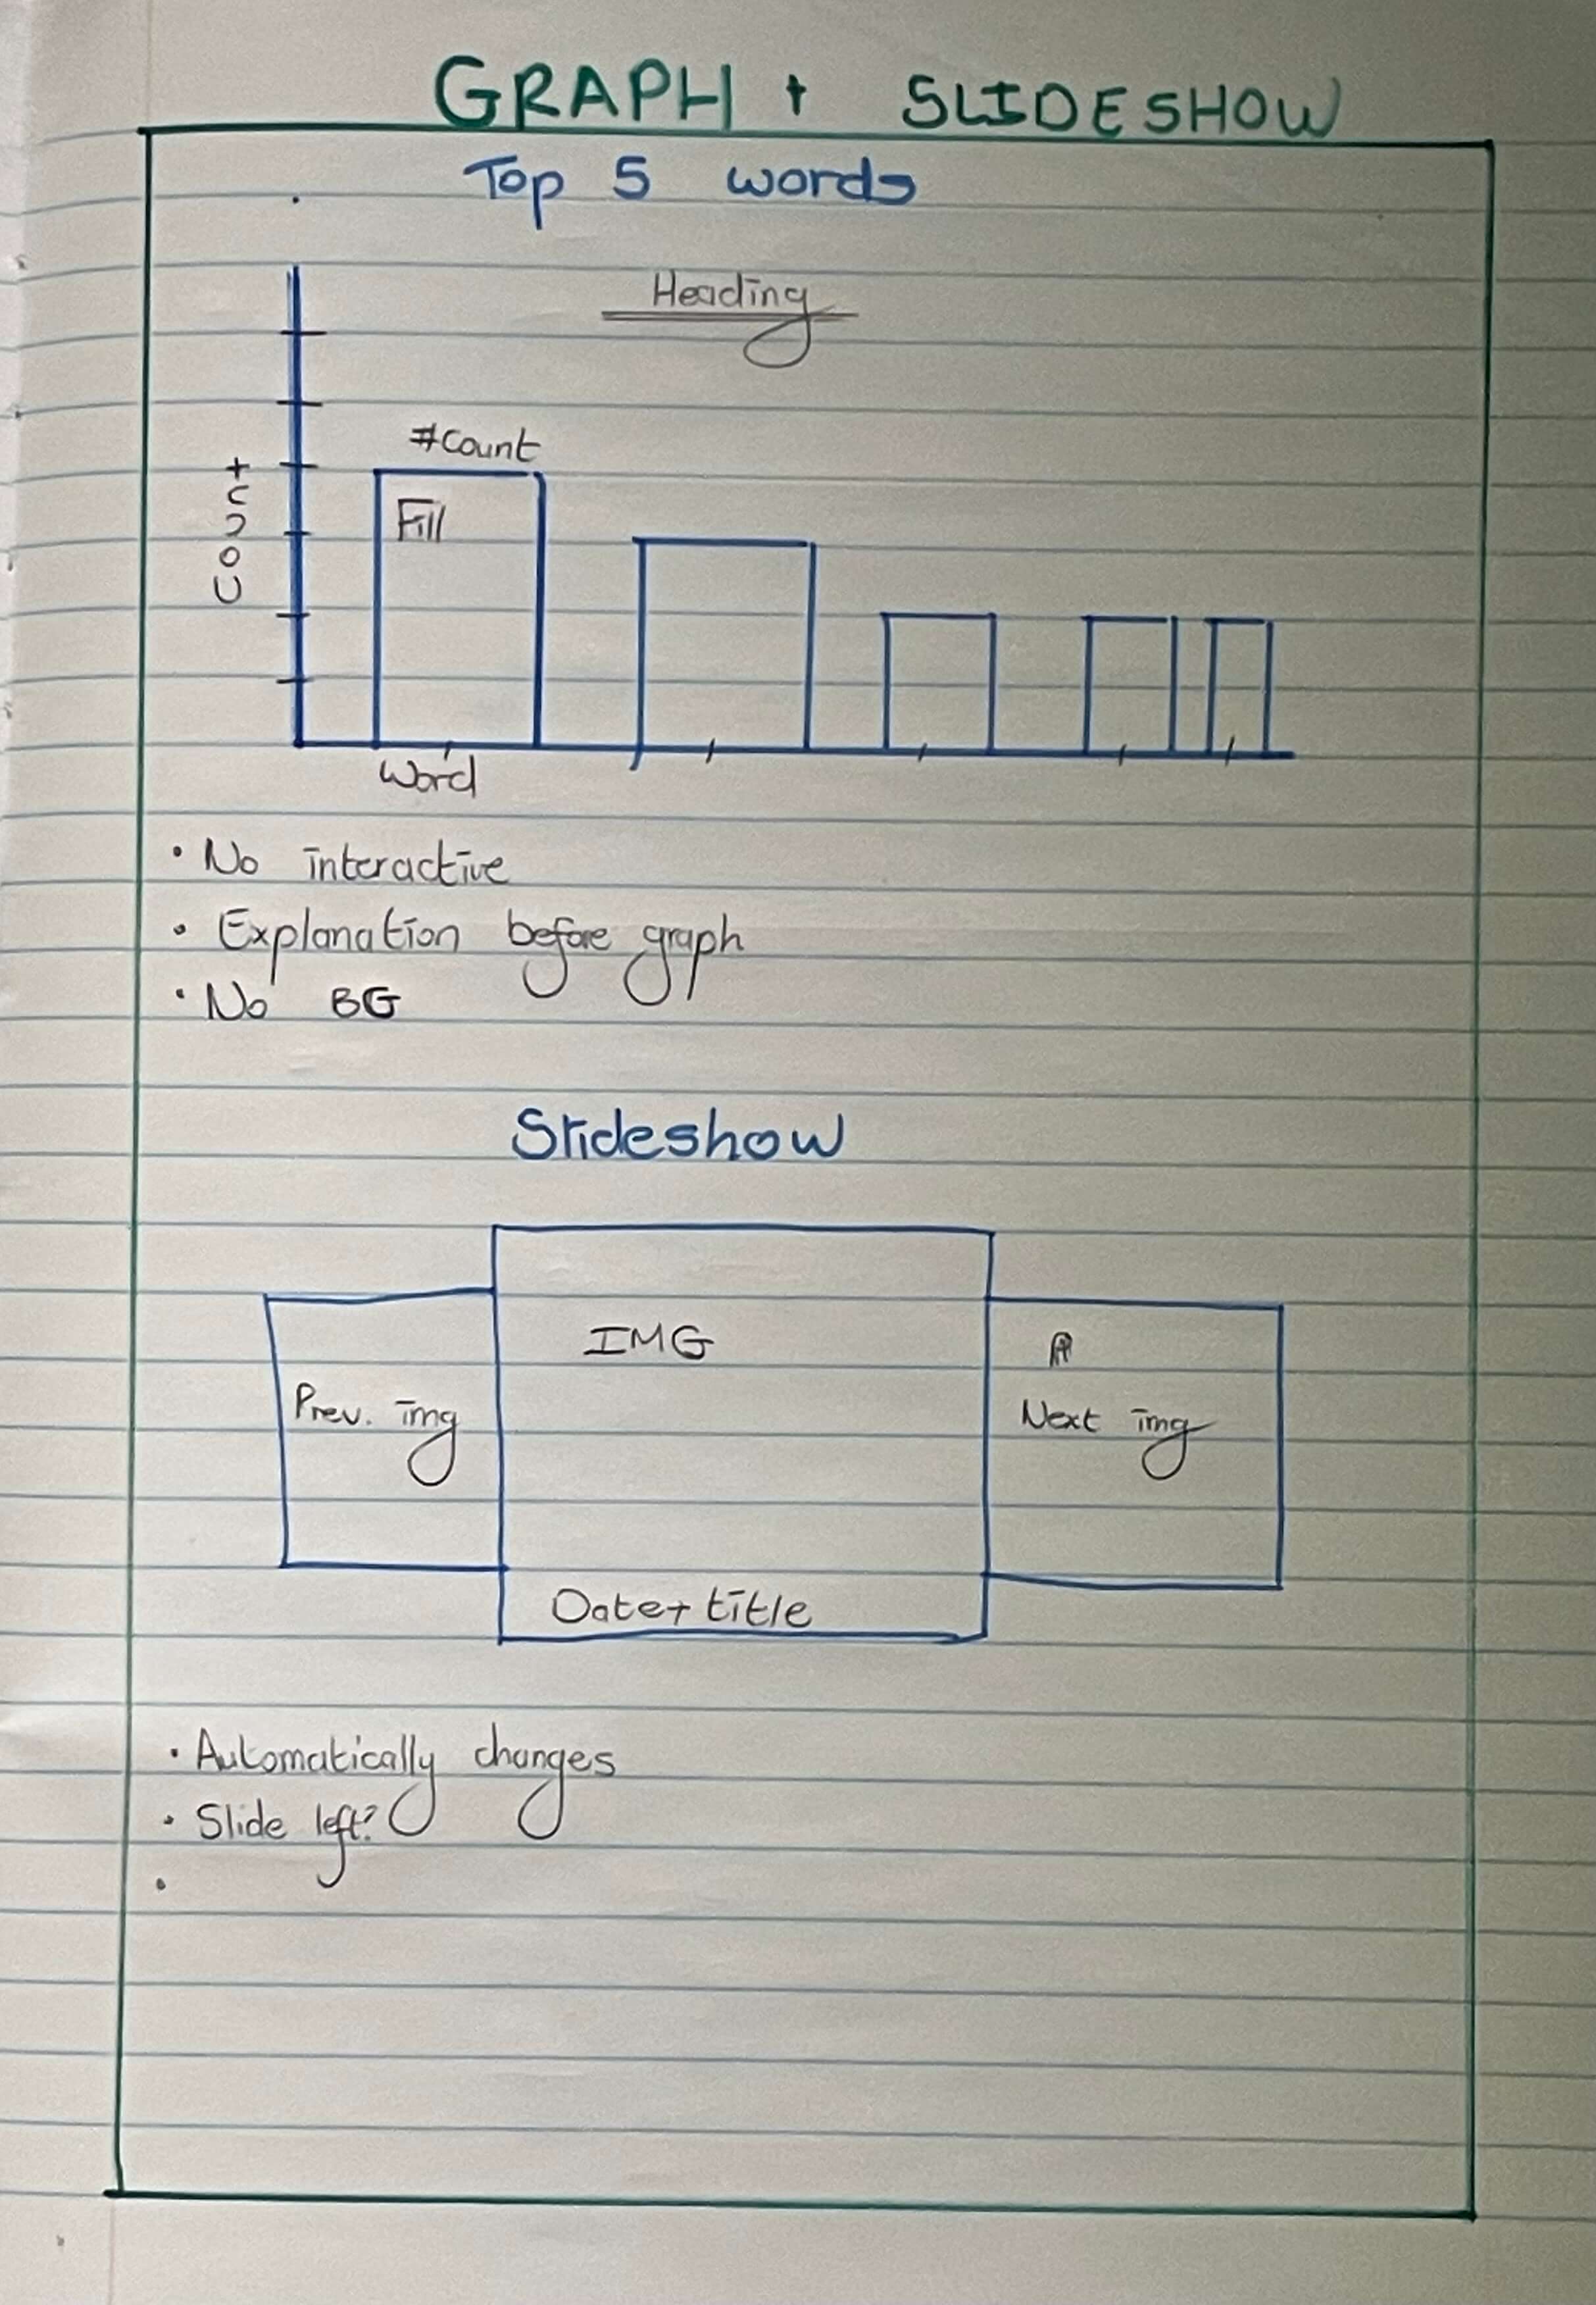 GRAPH + SLIDESHOW
Top 5 words
Heading
#Count
Fill
Count
Word
• No interactive
• Explanation before graph
• No BG
Slideshow
IMG
Prev. img
Next img
Date + title
• Automatically changes
• Slide left?
•